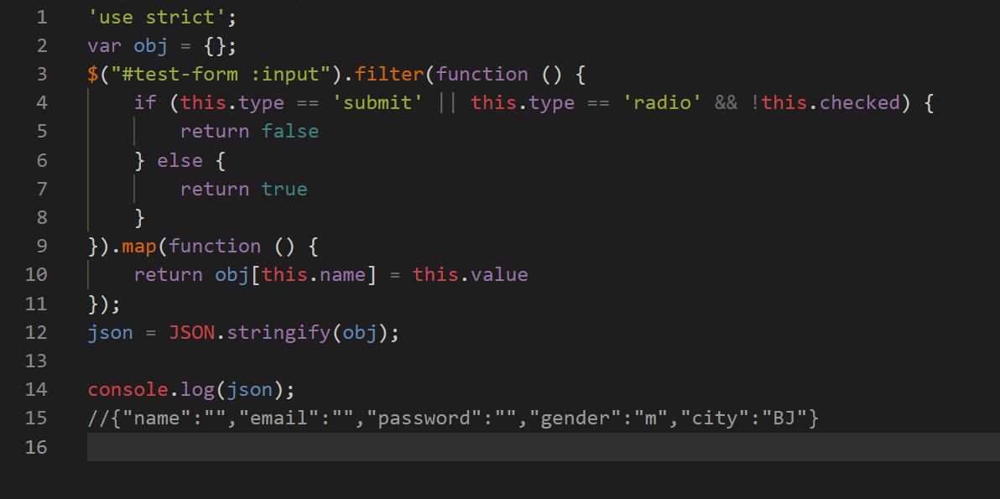 1 'use strict';
2 var obj = {};
3 $("#test-form :input").filter(function () {
4     if (this.type == 'submit' || this.type == 'radio' && !this.checked) {
5         return false
6     } else {
7         return true
8     }
9 }).map(function () {
10     return obj[this.name] = this.value
11 });
12 json = JSON.stringify(obj);
13
14 console.log(json);
15 //{"name":"","email":"","password":"","gender":"m","city":"BJ"}
16